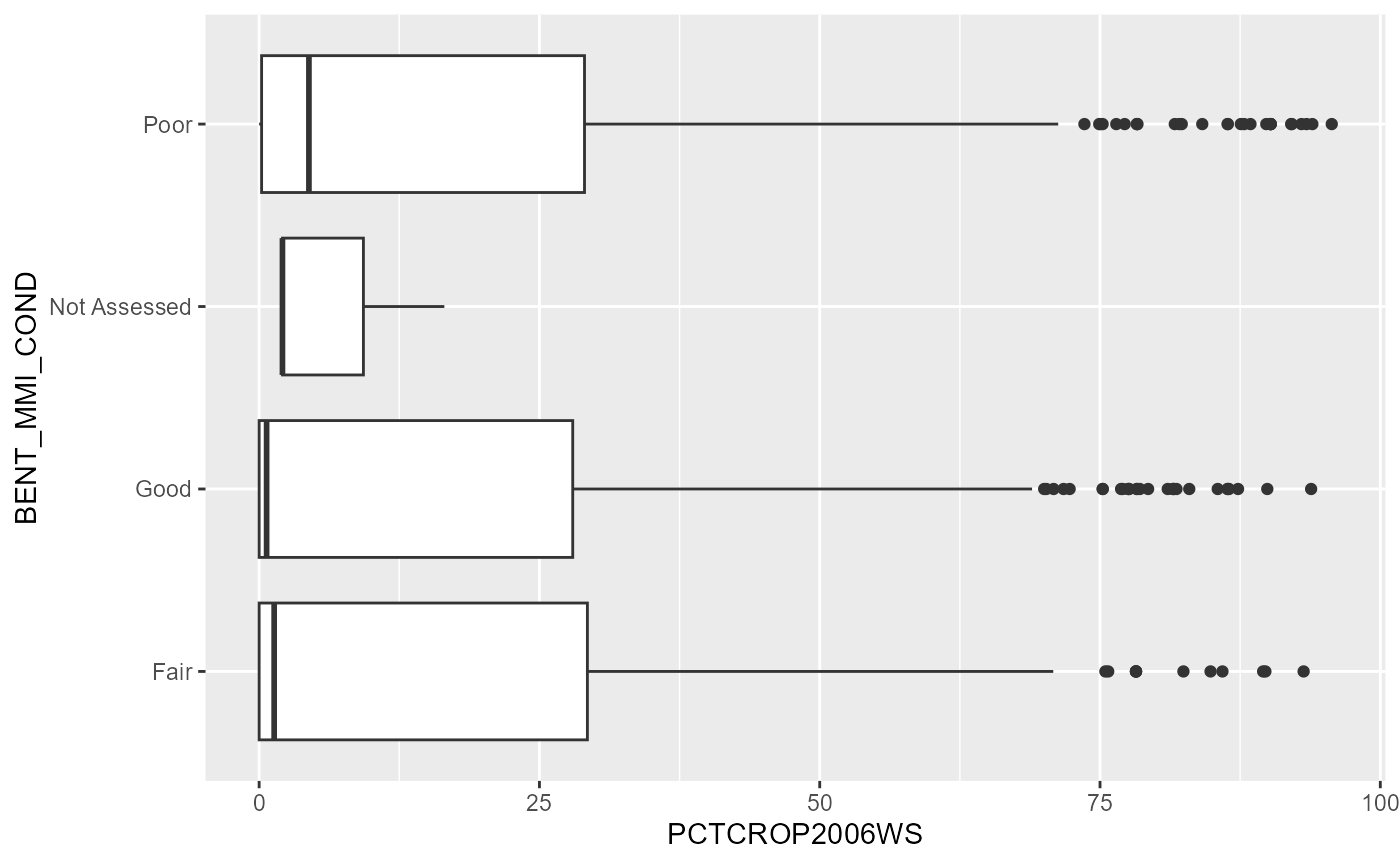 BENT_MMI_COND
Poor
Not Assessed
Good
Fair
0 25 50 75 100
PCTCROP2006WS